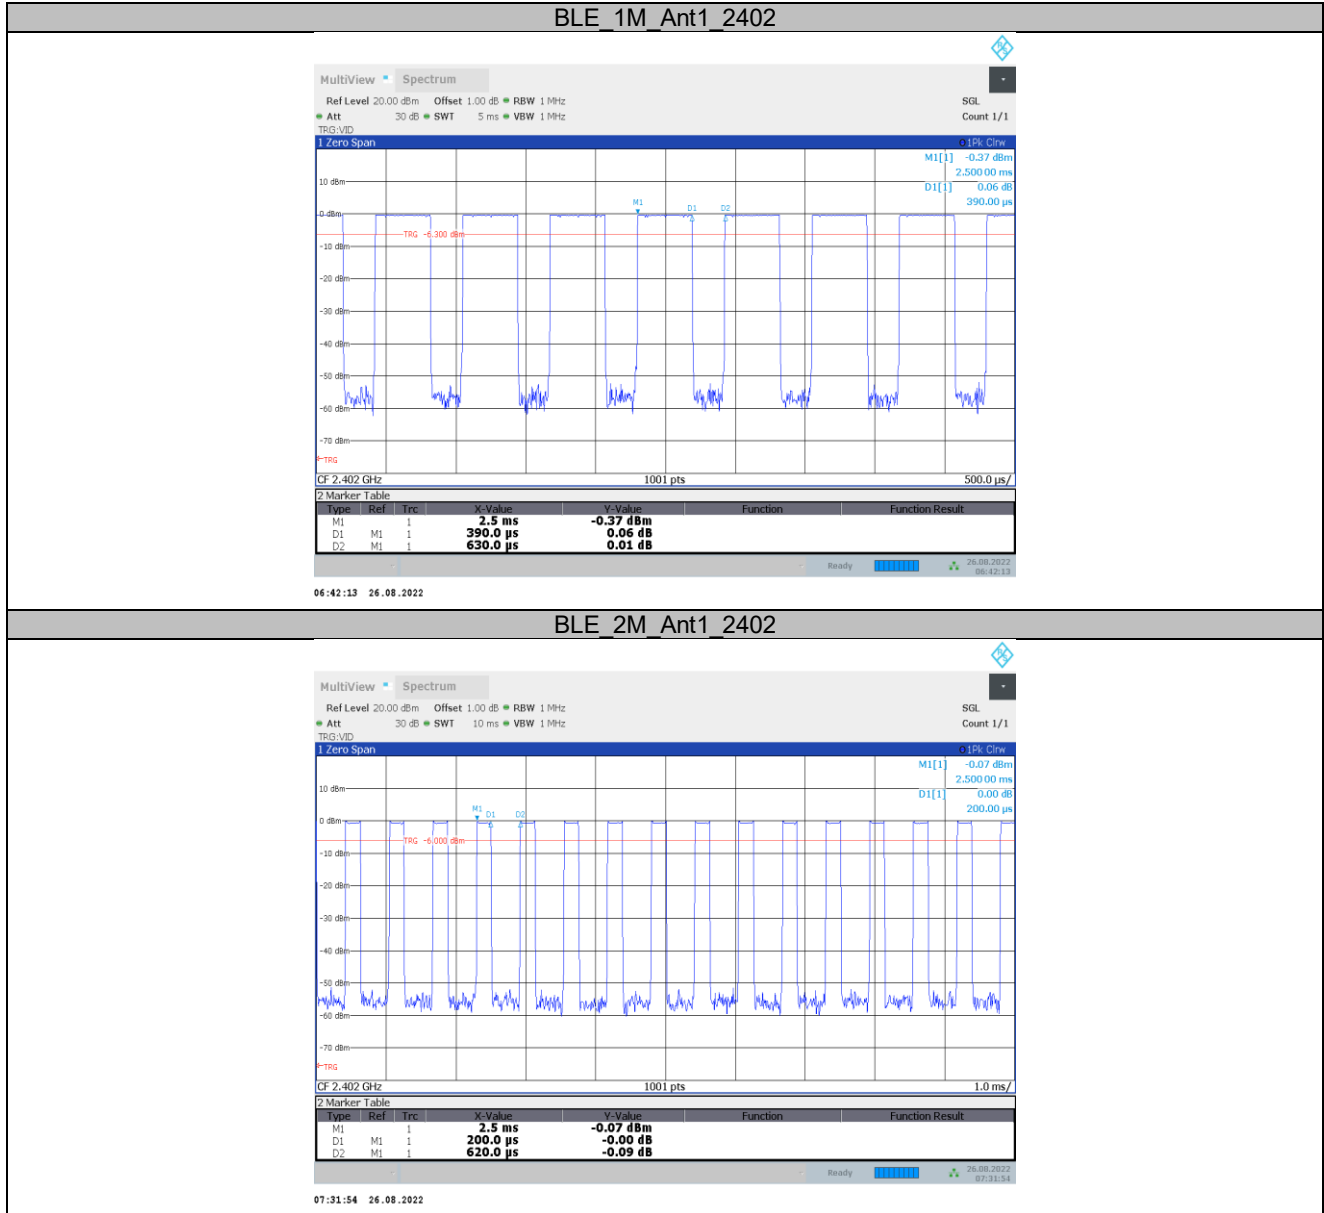 BLE_1M_Ant1_2402
MultiView Spectrum
Ref Level 20.00 dBm Offset 1.00 dB RBW 1 MHz SGL
Att 30 dB SWT 5 ms VBW 1 MHz Count 1/1
TRG:VID
1 Zero Span 1Pk Clrw
M1[1] -0.37 dBm
2.50000 ms
10 dBm D1[1] 0.06 dB
390.00 µs
M1 D1 D2
0 dBm
TRG -6.300 dBm
-10 dBm
-20 dBm
-30 dBm
-40 dBm
-50 dBm
-60 dBm
-70 dBm
TRG
CF 2.402 GHz 1001 pts 500.0 µs/
2 Marker Table
Type Ref Trc X-Value Y-Value Function Function Result
M1 1 2.5 ms -0.37 dBm
D1 M1 1 390.0 µs 0.06 dB
D2 M1 1 630.0 µs 0.01 dB
Ready 26.08.2022
06:42:13
06:42:13 26.08.2022
BLE_2M_Ant1_2402
MultiView Spectrum
Ref Level 20.00 dBm Offset 1.00 dB RBW 1 MHz SGL
Att 30 dB SWT 10 ms VBW 1 MHz Count 1/1
TRG:VID
1 Zero Span 1Pk Clrw
M1[1] -0.07 dBm
2.50000 ms
10 dBm D1[1] 0.00 dB
200.00 µs
M1 D1 D2
0 dBm
TRG -6.000 dBm
-10 dBm
-20 dBm
-30 dBm
-40 dBm
-50 dBm
-60 dBm
-70 dBm
TRG
CF 2.402 GHz 1001 pts 1.0 ms/
2 Marker Table
Type Ref Trc X-Value Y-Value Function Function Result
M1 1 2.5 ms -0.07 dBm
D1 M1 1 200.0 µs -0.00 dB
D2 M1 1 620.0 µs -0.09 dB
Ready 26.08.2022
07:31:54
07:31:54 26.08.2022